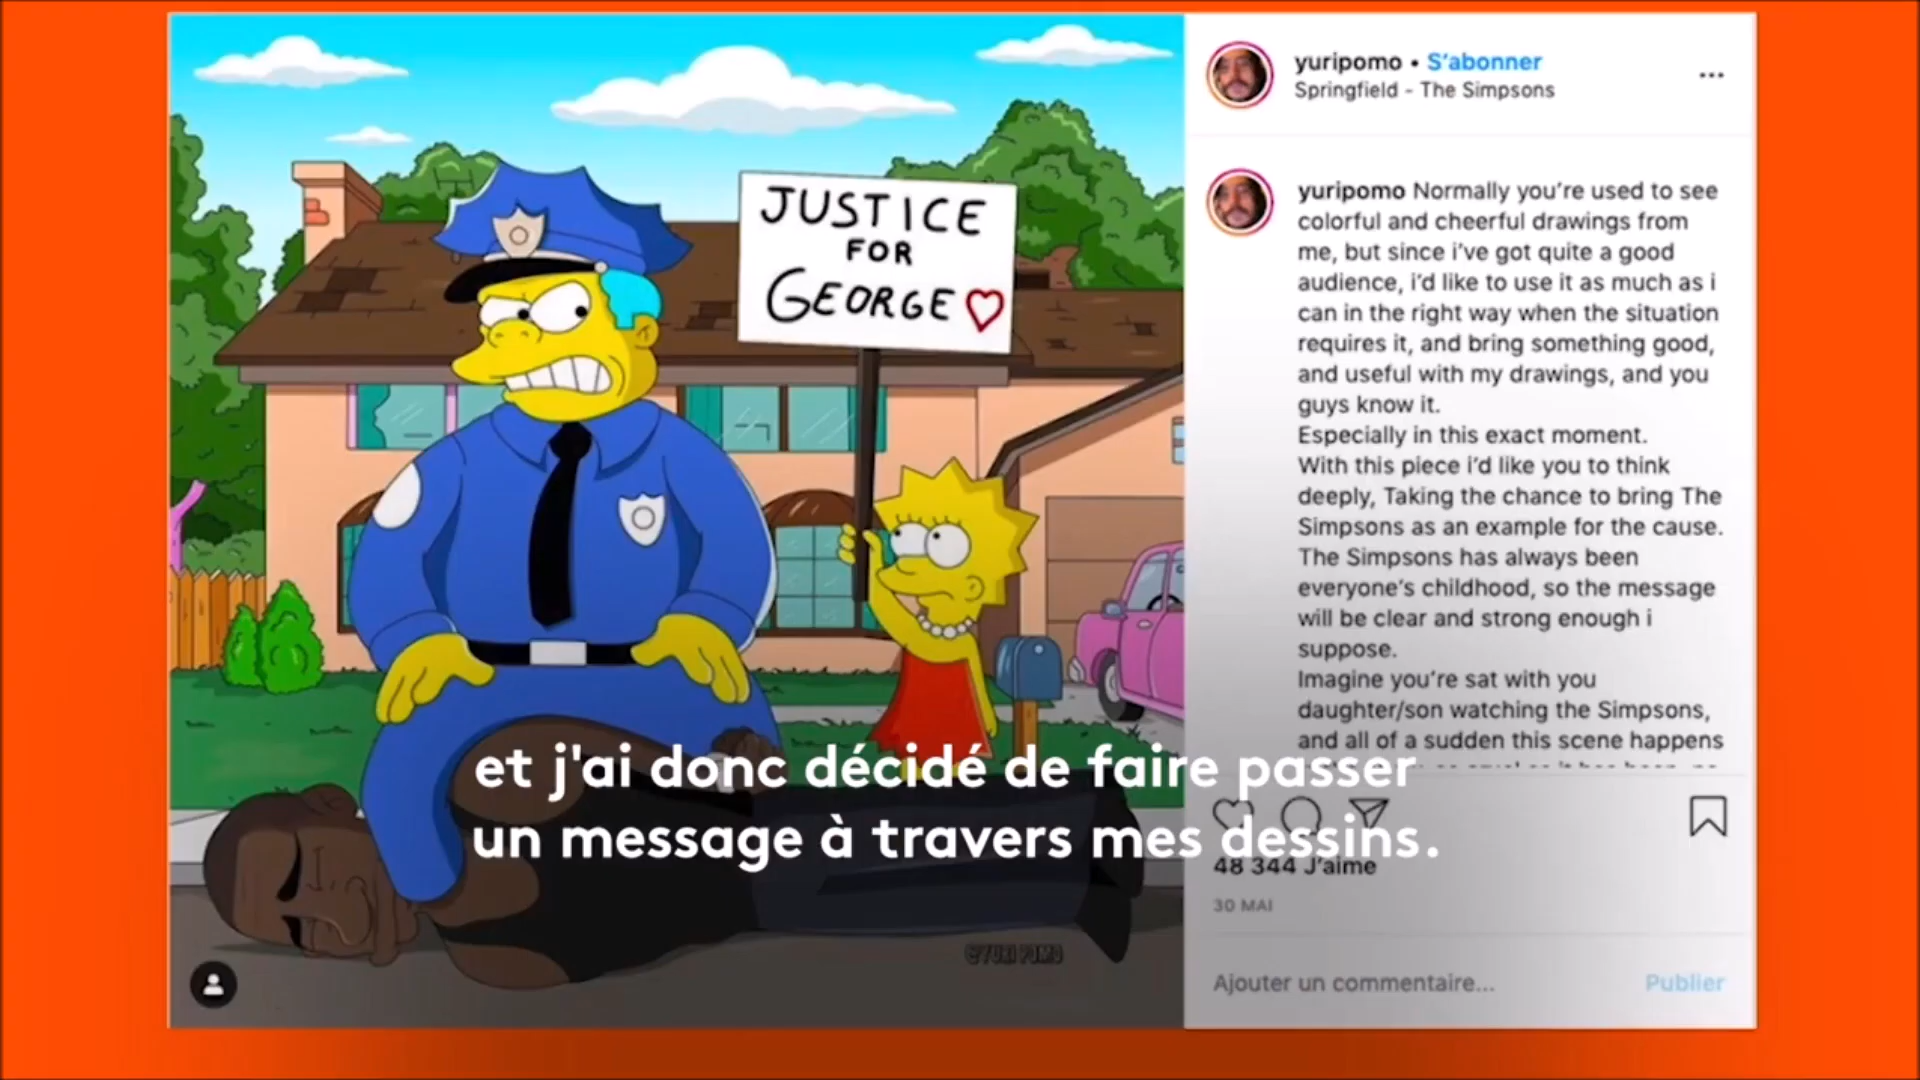 JUSTICE
FOR
GEORGE
yuripomo • S'abonner
Springfield - The Simpsons
yuripomo Normally you're used to see
colorful and cheerful drawings from
me, but since i've got quite a good
audience, i'd like to use it as much as i
can in the right way when the situation
requires it, and bring something good,
and useful with my drawings, and you
guys know it.
Especially in this exact moment.
With this piece i'd like you to think
deeply, Taking the chance to bring The
Simpsons as an example for the cause.
The Simpsons has always been
everyone's childhood, so the message
will be clear and strong enough i
suppose.
Imagine you're sat with you
daughter/son watching the Simpsons,
and all of a sudden this scene happens
et j'ai donc décidé de faire passer
un message à travers mes dessins.
48 344 J'aime
30 MAI
©YURI POMO
Ajouter un commentaire...
Publier